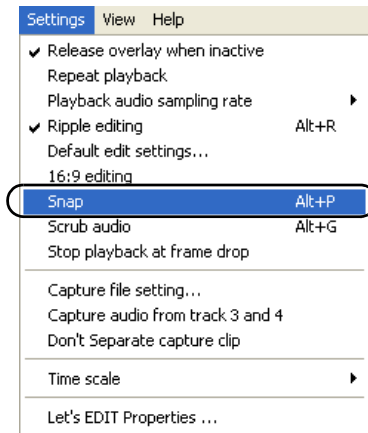 Settings View Help
Release overlay when inactive
Repeat playback
Playback audio sampling rate
Ripple editing Alt+R
Default edit settings...
16:9 editing
Snap Alt+P
Scrub audio Alt+G
Stop playback at frame drop
Capture file setting...
Capture audio from track 3 and 4
Don't Separate capture clip
Time scale
Let's EDIT Properties ...